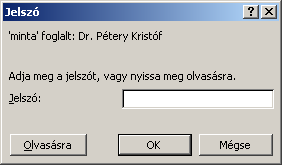 Jelszó
'minta' foglalt: Dr. Pétery Kristóf
Adja meg a jelszót, vagy nyissa meg olvasásra.
Jelszó:
Olvasásra
OK
Mégse